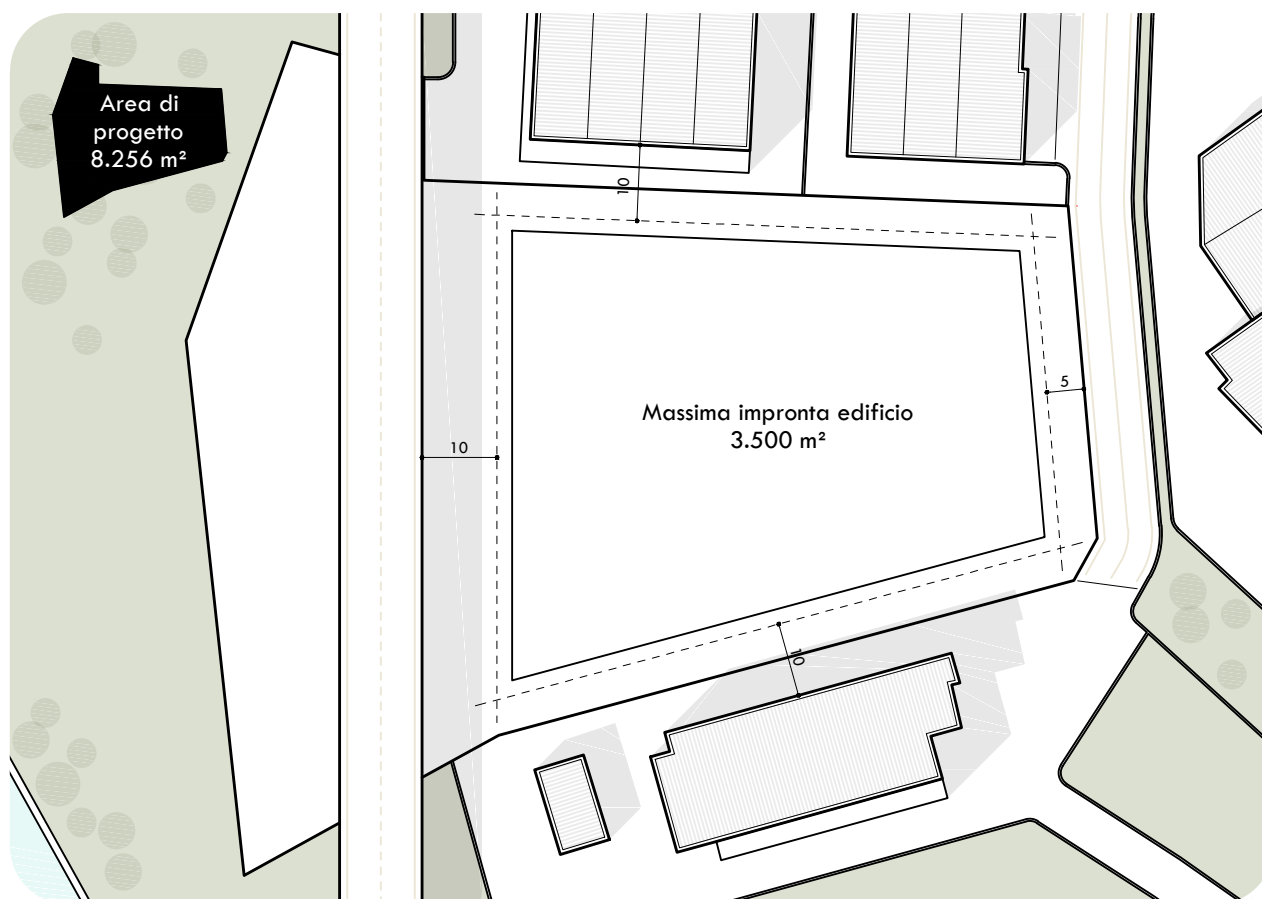 Area di
progetto
8.256 m²
10
5
Massima impronta edificio
3.500 m²
10
10